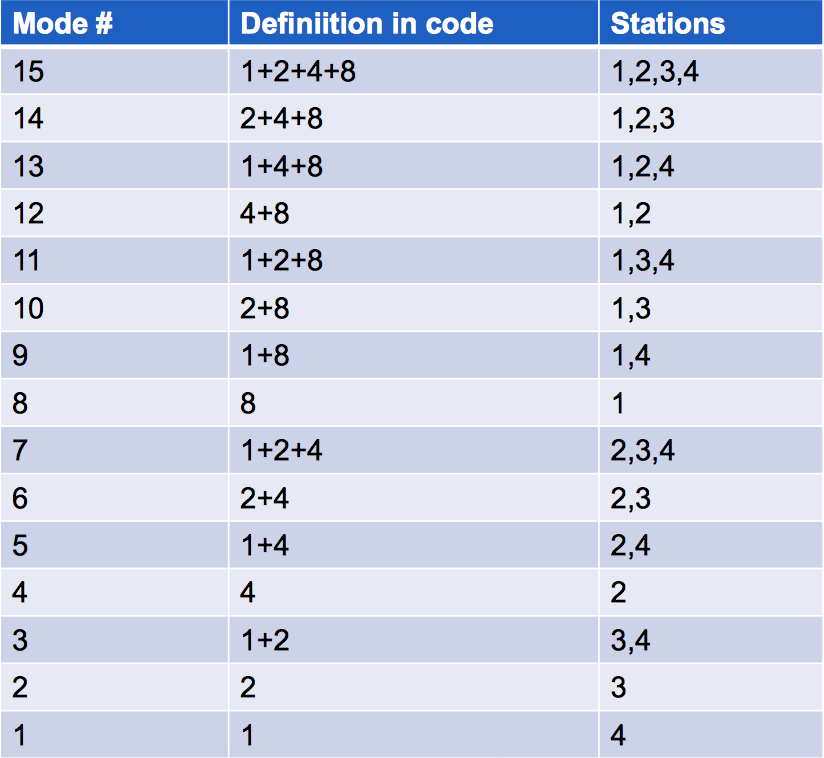 Mode # Definiition in code Stations
15 1+2+4+8 1,2,3,4
14 2+4+8 1,2,3
13 1+4+8 1,2,4
12 4+8 1,2
11 1+2+8 1,3,4
10 2+8 1,3
9 1+8 1,4
8 8 1
7 1+2+4 2,3,4
6 2+4 2,3
5 1+4 2,4
4 4 2
3 1+2 3,4
2 2 3
1 1 4